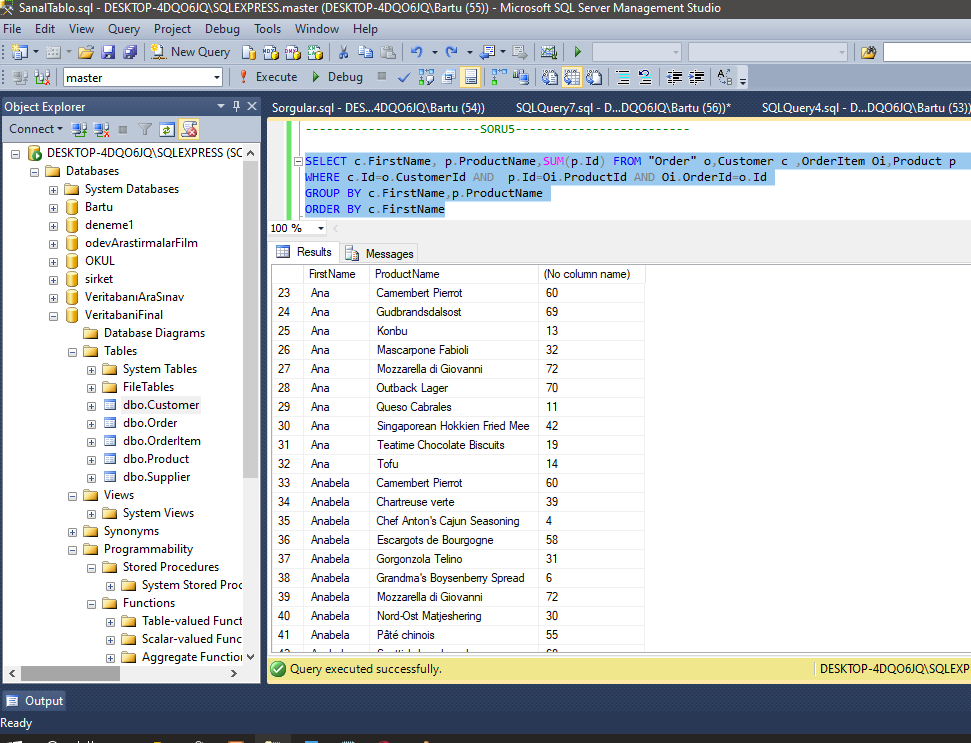 SanalTablo.sql - DESKTOP-4DQO6JQ\SQLEXPRESS.master (DESKTOP-4DQO6JQ\Bartu (55)) - Microsoft SQL Server Management Studio
File Edit View Query Project Debug Tools Window Help
New Query
master Execute Debug
Object Explorer
Connect
DESKTOP-4DQO6JQ\SQLEXPRESS (SC
Databases
System Databases
Bartu
deneme1
odevArastirmalarFilm
OKUL
sirket
VeritabanıAraSınav
VeritabaniFinal
Database Diagrams
Tables
System Tables
FileTables
dbo.Customer
dbo.Order
dbo.OrderItem
dbo.Product
dbo.Supplier
Views
System Views
Synonyms
Programmability
Stored Procedures
System Stored Proc
Functions
Table-valued Funct
Scalar-valued Func
Aggregate Function
Sorgular.sql - DES...4DQO6JQ\Bartu (54)) SQLQuery7.sql - D...DQO6JQ\Bartu (56))* SQLQuery4.sql - D...DQO6JQ\Bartu (53))
------------------------SORU5------------------------
SELECT c.FirstName, p.ProductName,SUM(p.Id) FROM "Order" o,Customer c ,OrderItem Oi,Product p
WHERE c.Id=o.CustomerId AND  p.Id=Oi.ProductId AND Oi.OrderId=o.Id
GROUP BY c.FirstName,p.ProductName
ORDER BY c.FirstName
100 %
Results Messages
FirstName ProductName (No column name)
23 Ana Camembert Pierrot 60
24 Ana Gudbrandsdalsost 69
25 Ana Konbu 13
26 Ana Mascarpone Fabioli 32
27 Ana Mozzarella di Giovanni 72
28 Ana Outback Lager 70
29 Ana Queso Cabrales 11
30 Ana Singaporean Hokkien Fried Mee 42
31 Ana Teatime Chocolate Biscuits 19
32 Ana Tofu 14
33 Anabela Camembert Pierrot 60
34 Anabela Chartreuse verte 39
35 Anabela Chef Anton's Cajun Seasoning 4
36 Anabela Escargots de Bourgogne 58
37 Anabela Gorgonzola Telino 31
38 Anabela Grandma's Boysenberry Spread 6
39 Anabela Mozzarella di Giovanni 72
40 Anabela Nord-Ost Matjeshering 30
41 Anabela Pâté chinois 55
Query executed successfully. DESKTOP-4DQO6JQ\SQLEXP
Output
Ready